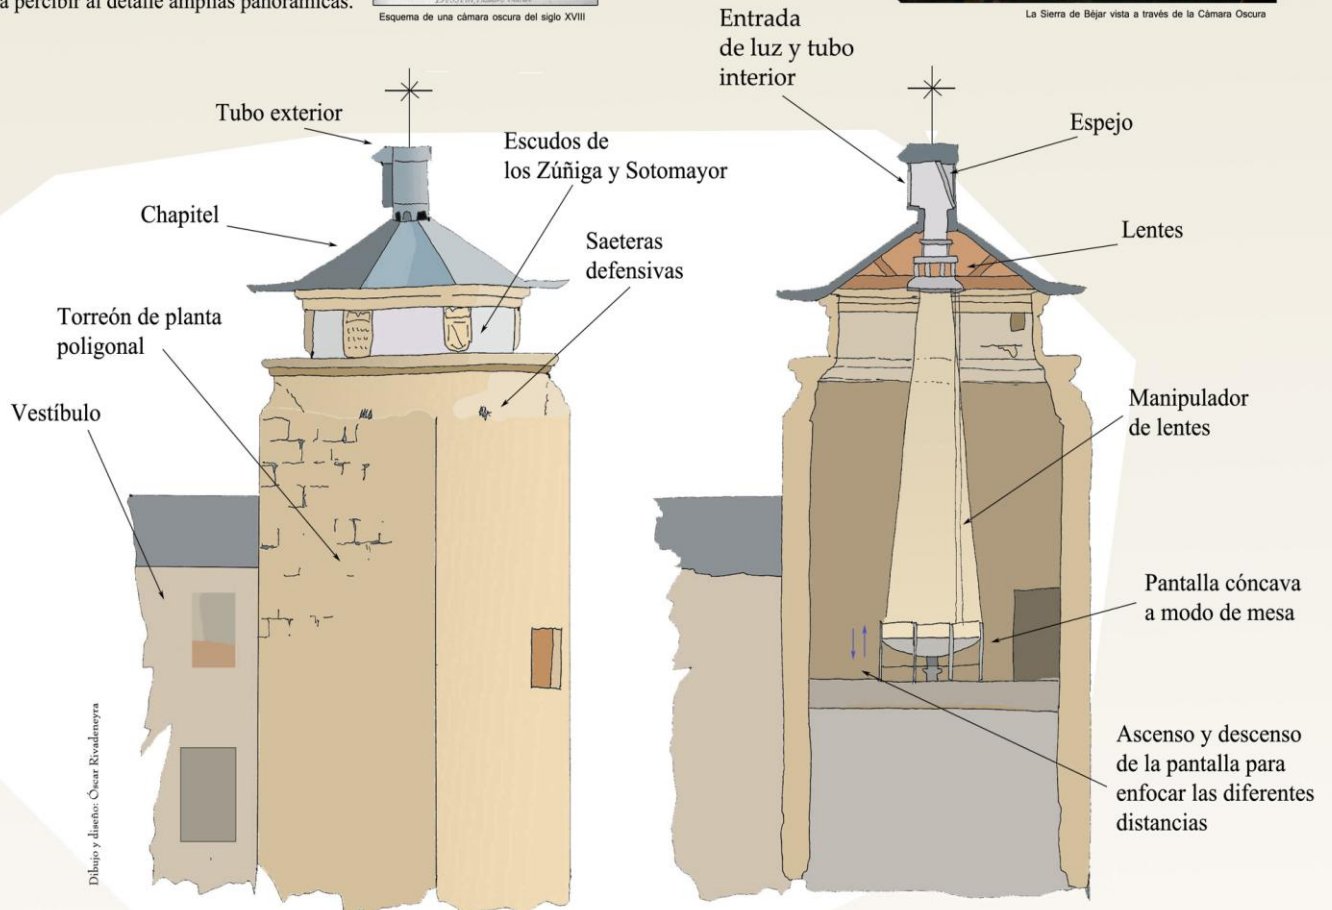 a percibir al detalle amplias panorámicas.
Esquema de una cámara oscura del siglo XVIII
La Sierra de Béjar vista a través de la Cámara Oscura
Tubo exterior
Escudos de
los Zúñiga y Sotomayor
Chapitel
Saeteras
defensivas
Torreón de planta
poligonal
Vestíbulo
Dibujo y diseño: Óscar Rivadeneyra
Entrada
de luz y tubo
interior
Espejo
Lentes
Manipulador
de lentes
Pantalla cóncava
a modo de mesa
Ascenso y descenso
de la pantalla para
enfocar las diferentes
distancias